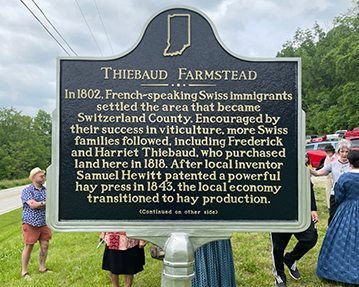 THIEBAUD FARMSTEAD
In 1802, French-speaking Swiss immigrants
settled the area that became
Switzerland County. Encouraged by
their success in viticulture, more Swiss
families followed, including Frederick
and Harriet Thiebaud, who purchased
land here in 1818. After local inventor
Samuel Hewitt patented a powerful
hay press in 1843, the local economy
transitioned to hay production.
(Continued on other side)